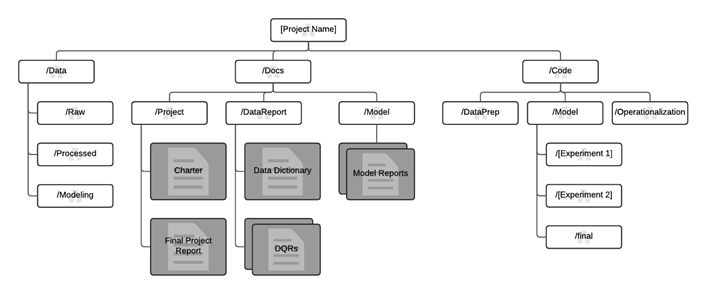 [Project Name]
/Data
/Docs
/Code
/Raw
/Processed
/Modeling
/Project
/DataReport
/Model
/DataPrep
/Model
/Operationalization
Charter
Data Dictionary
Model Reports
/[Experiment 1]
/[Experiment 2]
/final
Final Project
Report
DQRs